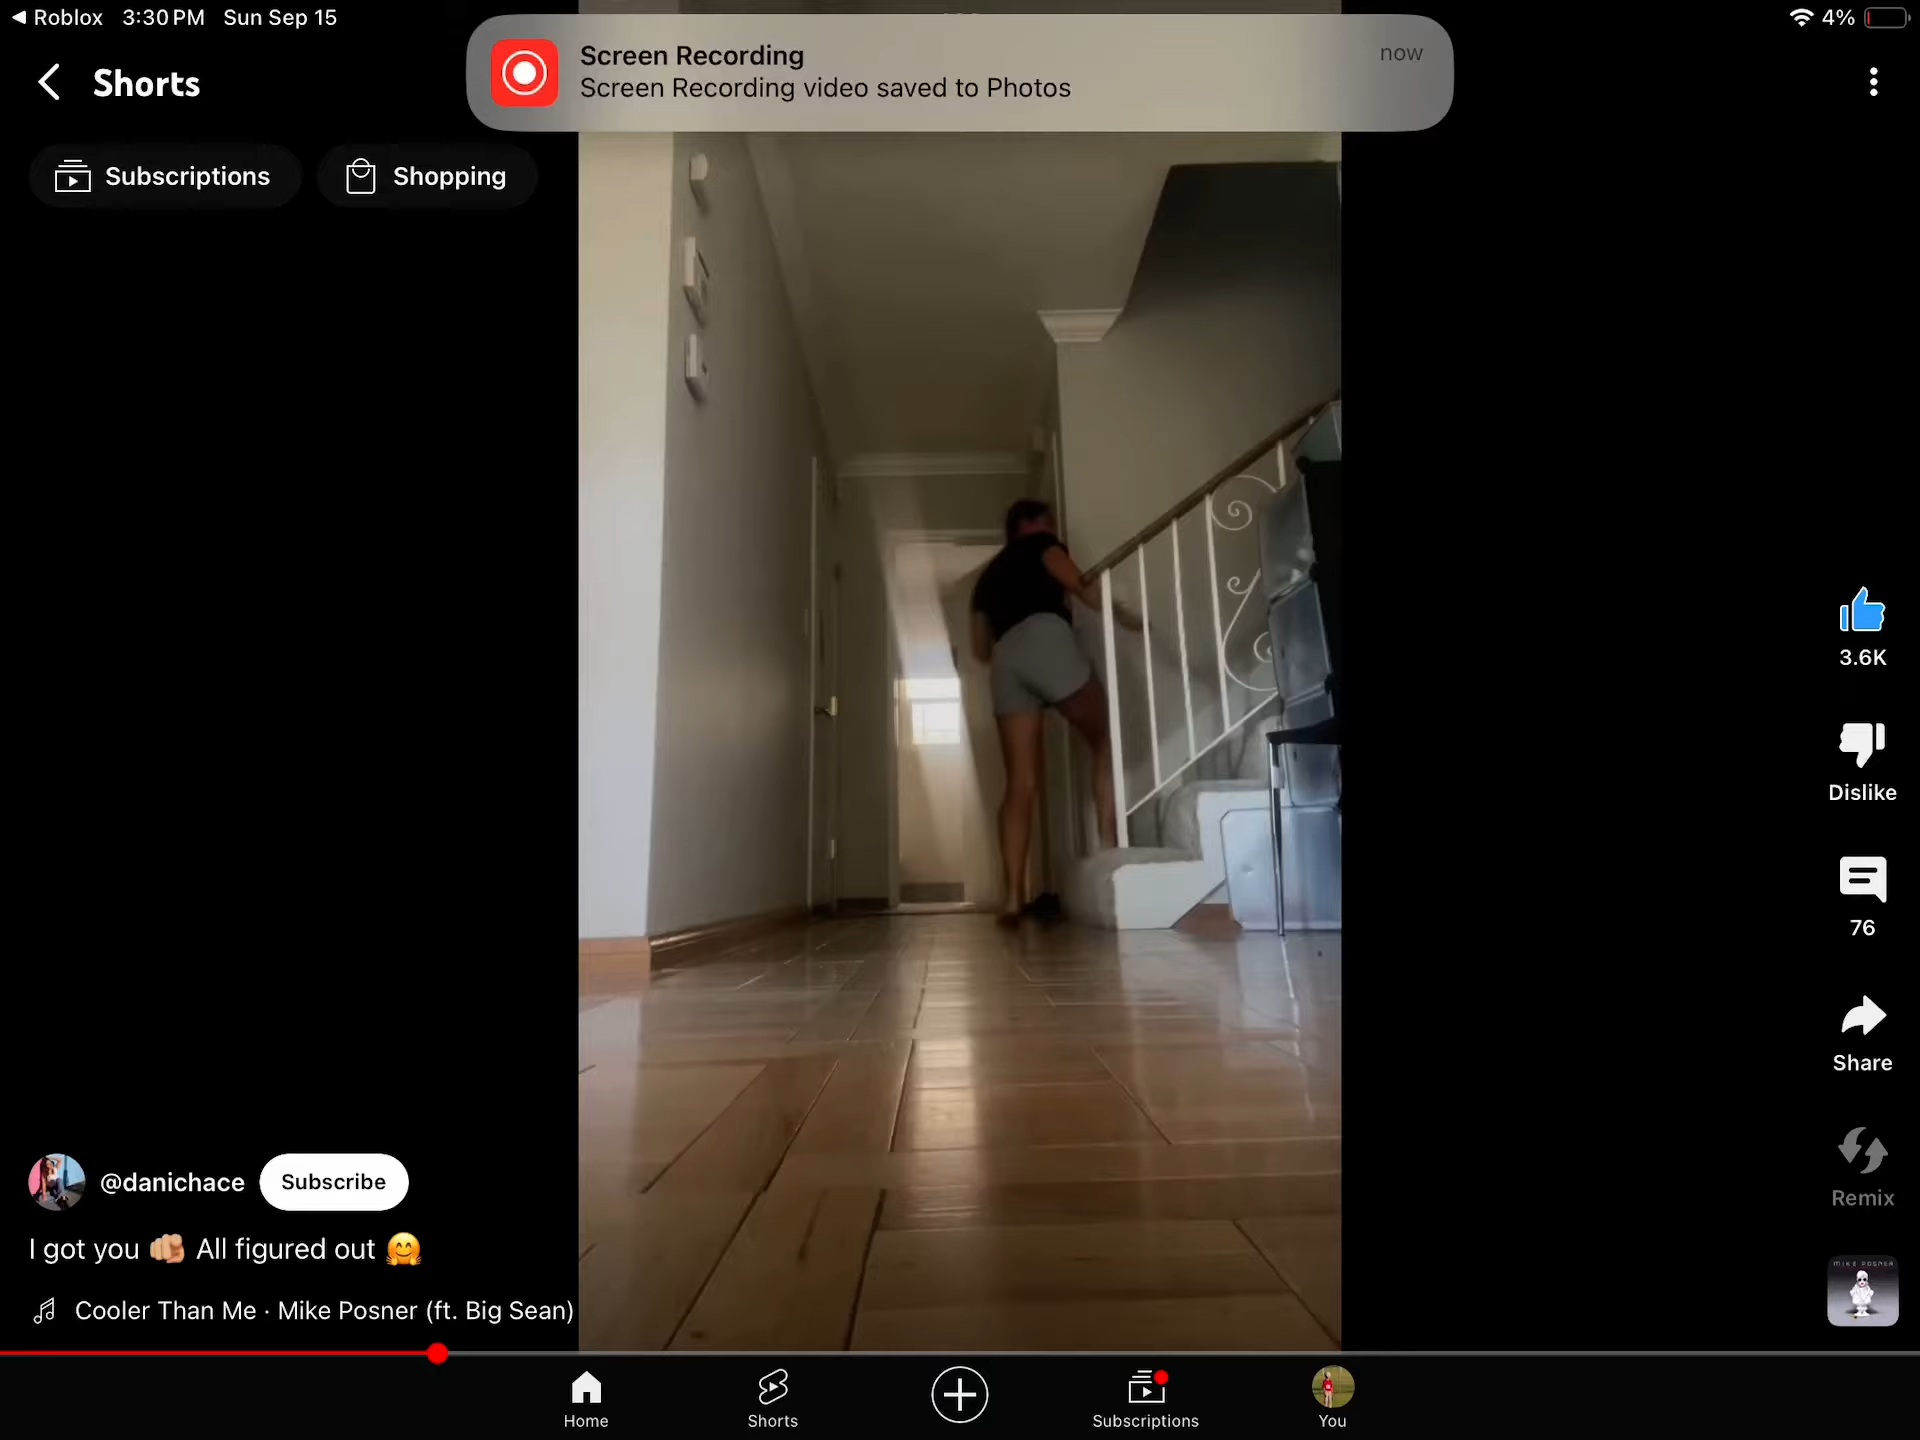 Roblox 3:30 PM Sun Sep 15
4%
Screen Recording
now
Screen Recording video saved to Photos
Shorts
Subscriptions
Shopping
3.6K
Dislike
76
Share
Remix
MIKE POSNER
@danichace
Subscribe
I got you 🫵🏼 All figured out 🤗
Cooler Than Me · Mike Posner (ft. Big Sean)
Home
Shorts
Subscriptions
You